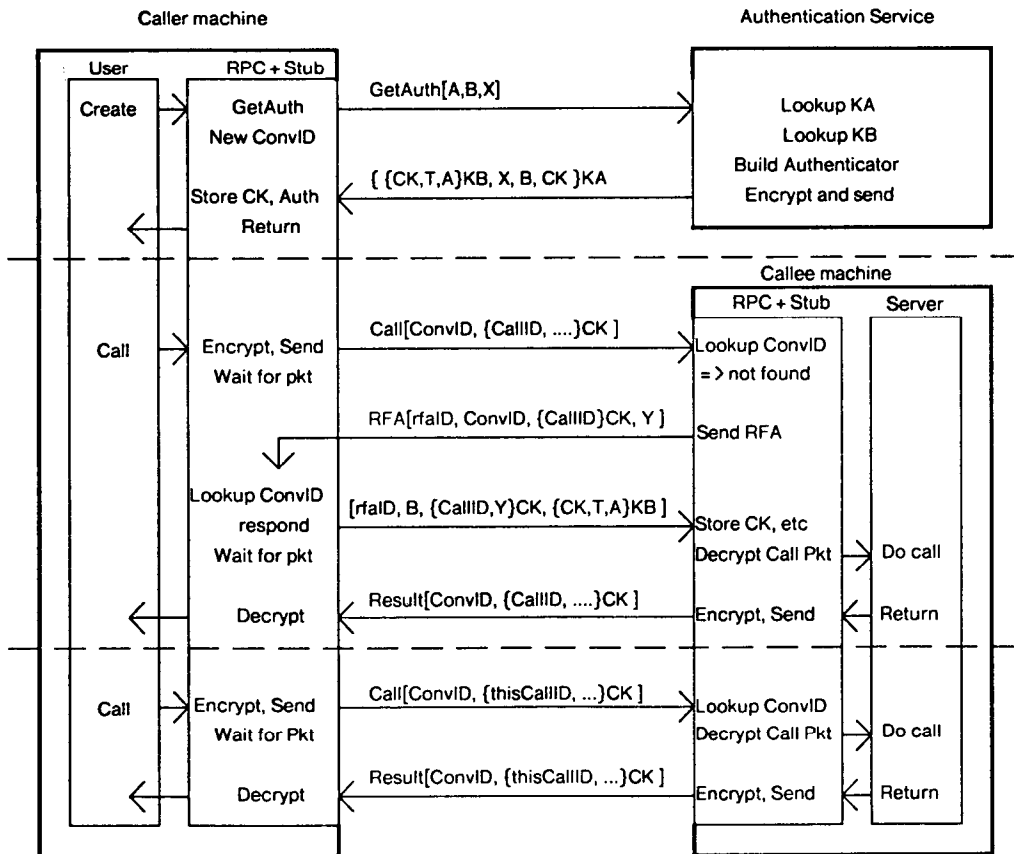 Caller machine
Authentication Service
User
RPC + Stub
Create
GetAuth
New ConvID
GetAuth[A,B,X]
Lookup KA
Lookup KB
Build Authenticator
Encrypt and send
{ {CK,T,A}KB, X, B, CK }KA
Store CK, Auth
Return
Callee machine
RPC + Stub
Server
Call
Encrypt, Send
Wait for pkt
Call[ConvID, {CallID, ....}CK ]
Lookup ConvID
= > not found
RFA[rfaID, ConvID, {CallID}CK, Y ]
Send RFA
Lookup ConvID
respond
Wait for pkt
[rfaID, B, {CallID,Y}CK, {CK,T,A}KB ]
Store CK, etc
Decrypt Call Pkt
Do call
Decrypt
Result[ConvID, {CallID, ....}CK ]
Encrypt, Send
Return
Call
Encrypt, Send
Wait for Pkt
Call[ConvID, {thisCallID, ...}CK ]
Lookup ConvID
Decrypt Call Pkt
Do call
Decrypt
Result[ConvID, {thisCallID, ...}CK ]
Encrypt, Send
Return